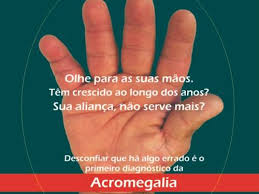 Olhe para as suas mãos.
Têm crescido ao longo dos anos?
Sua aliança, não serve mais?
Desconfiar que há algo errado é o
primeiro diagnóstico da
Acromegalia